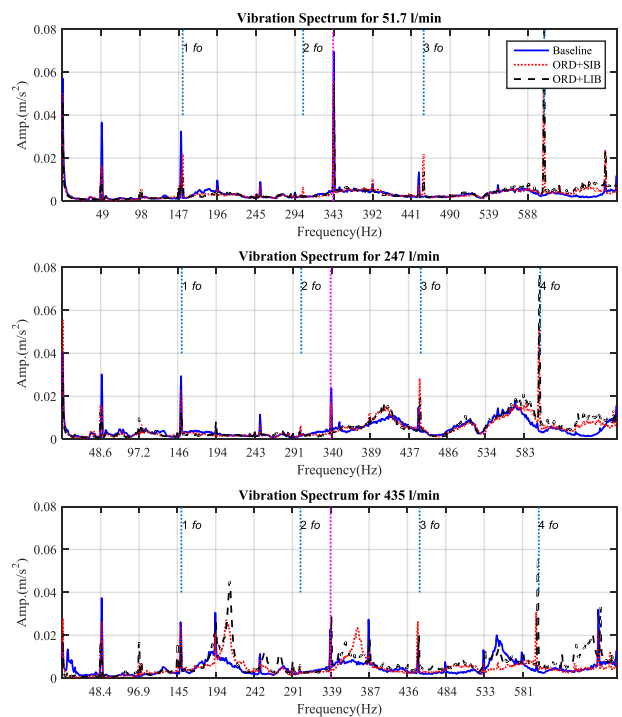 Vibration Spectrum for 51.7 l/min
0.08
0.06
0.04
0.02
0
Amp.(m/s²)
1 fo
2 fo
3 fo
Baseline
ORD+SIB
ORD+LIB
49 98 147 196 245 294 343 392 441 490 539 588
Frequency(Hz)
Vibration Spectrum for 247 l/min
0.08
0.06
0.04
0.02
0
Amp.(m/s²)
1 fo
2 fo
3 fo
4 fo
48.6 97.2 146 194 243 291 340 389 437 486 534 583
Frequency(Hz)
Vibration Spectrum for 435 l/min
0.08
0.06
0.04
0.02
0
Amp.(m/s²)
1 fo
2 fo
3 fo
4 fo
48.4 96.9 145 194 242 291 339 387 436 484 533 581
Frequency(Hz)